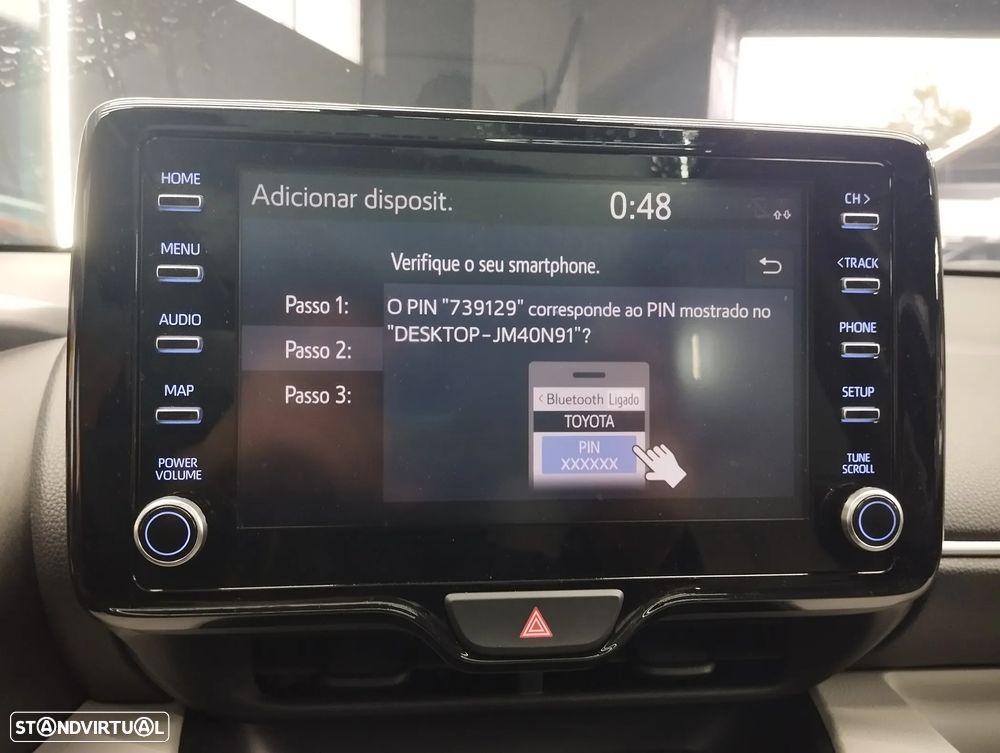 HOME
MENU
AUDIO
MAP
POWER
VOLUME
Adicionar disposit.
0:48
Verifique o seu smartphone.
Passo 1:
Passo 2:
Passo 3:
O PIN "739129" corresponde ao PIN mostrado no
"DESKTOP-JM40N91"?
< Bluetooth Ligado
TOYOTA
PIN
XXXXXX
CH >
< TRACK
PHONE
SETUP
TUNE
SCROLL
STANDVIRTUAL